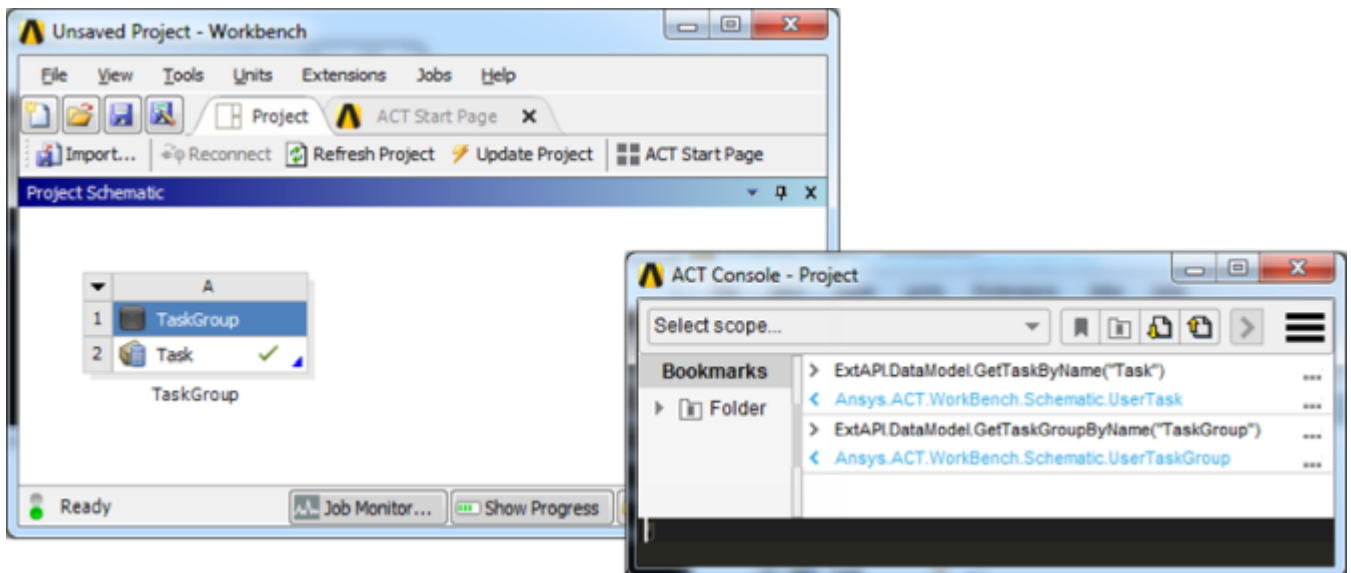 Unsaved Project - Workbench
File View Tools Units Extensions Jobs Help
Project ACT Start Page
Import... Reconnect Refresh Project Update Project ACT Start Page
Project Schematic
A
1 TaskGroup
2 Task
TaskGroup
Ready Job Monitor... Show Progress
ACT Console - Project
Select scope...
Bookmarks
Folder
> ExtAPI.DataModel.GetTaskByName("Task") ...
< Ansys.ACT.WorkBench.Schematic.UserTask ...
> ExtAPI.DataModel.GetTaskGroupByName("TaskGroup") ...
< Ansys.ACT.WorkBench.Schematic.UserTaskGroup ...